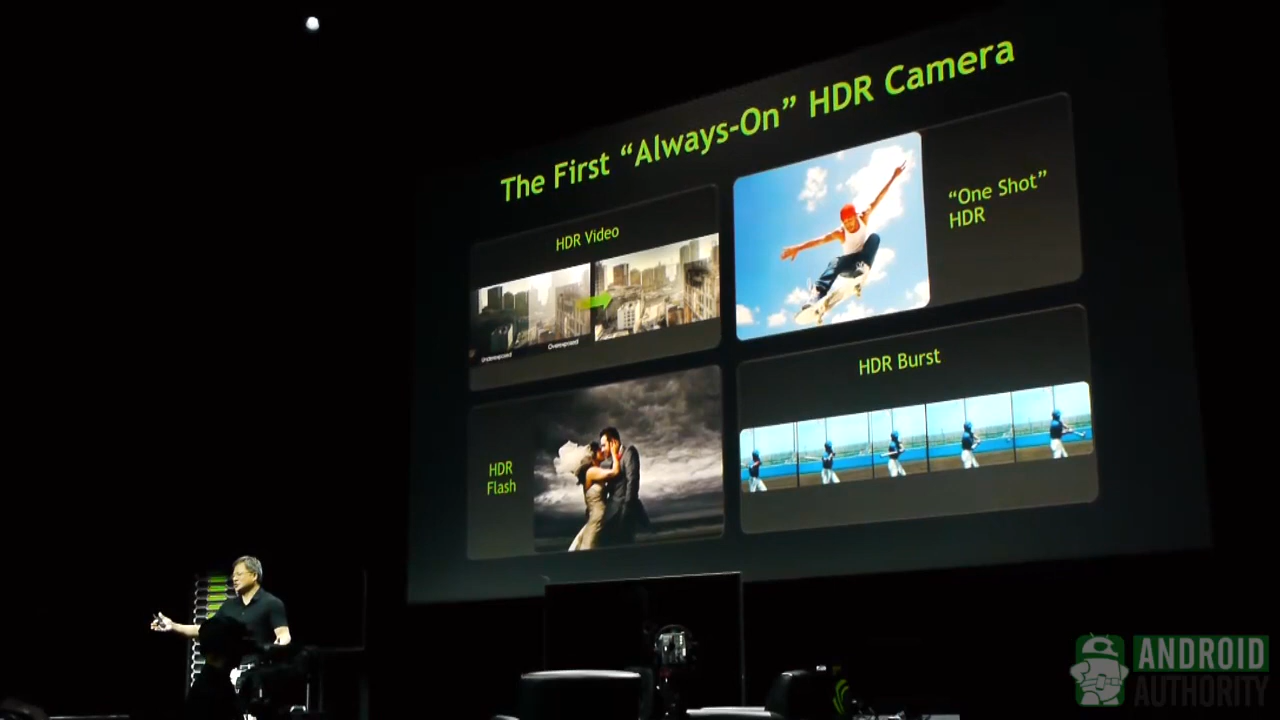 The First “Always-On” HDR Camera
HDR Video
Underexposed
Overexposed
“One Shot”
HDR
HDR
Flash
HDR Burst
ANDROID
AUTHORITY